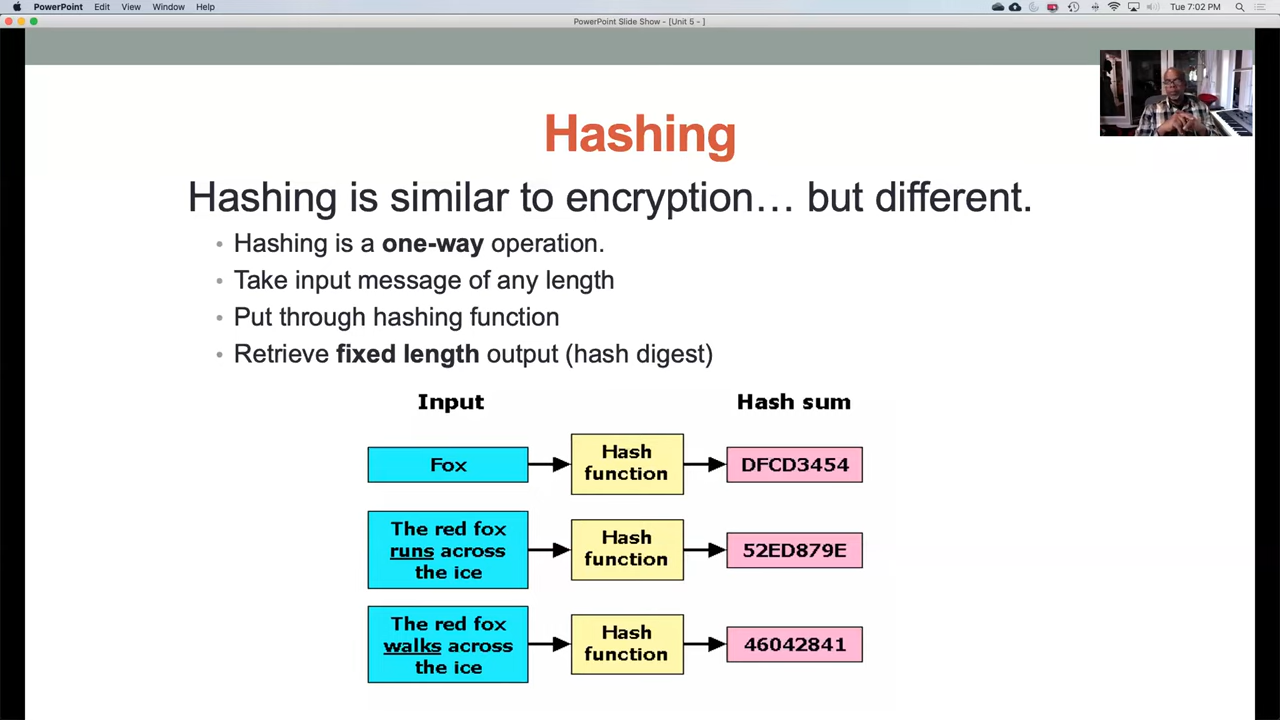 PowerPoint Edit View Window Help
Tue 7:02 PM
PowerPoint Slide Show - [Unit 5 - ]
Hashing
Hashing is similar to encryption… but different.
• Hashing is a one-way operation.
• Take input message of any length
• Put through hashing function
• Retrieve fixed length output (hash digest)
Input Hash sum
Fox
Hash
function
DFCD3454
The red fox
runs across
the ice
Hash
function
52ED879E
The red fox
walks across
the ice
Hash
function
46042841